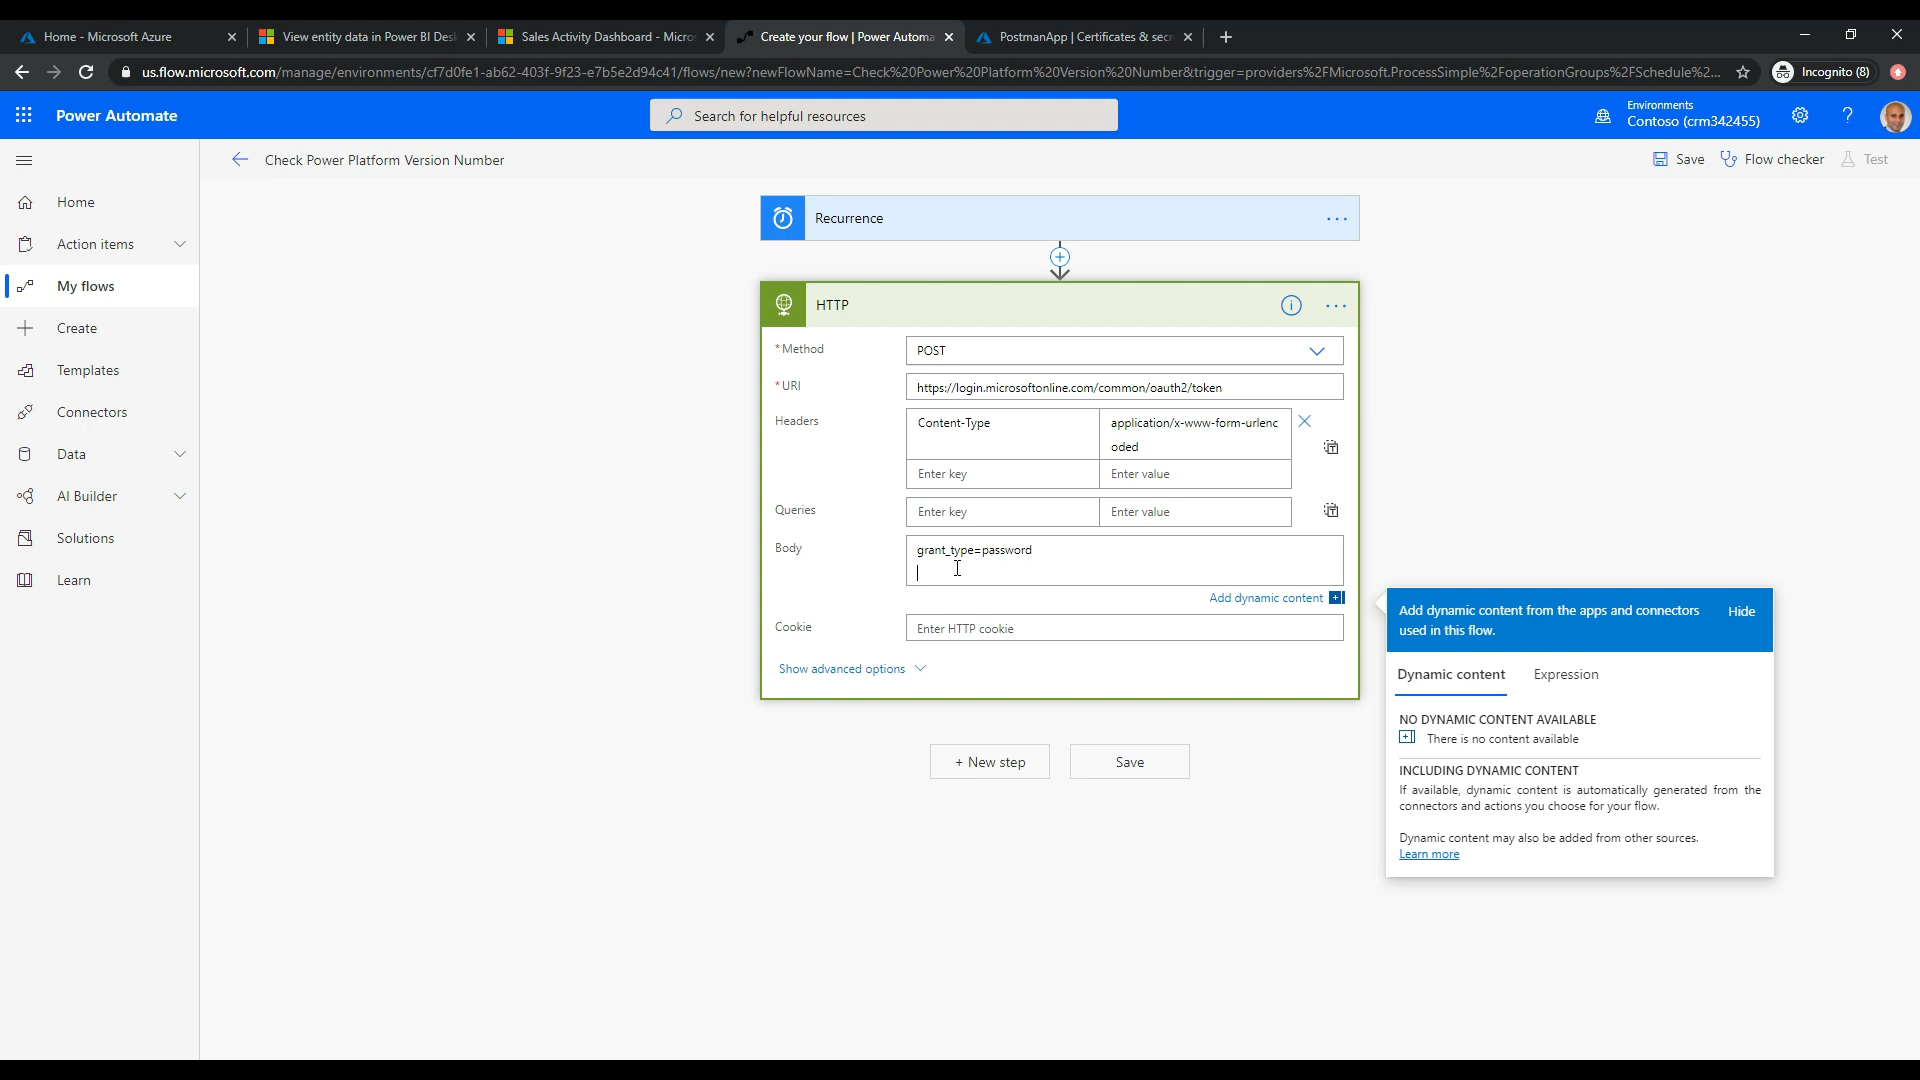 Home - Microsoft Azure
View entity data in Power BI Des
Sales Activity Dashboard - Micro
Create your flow | Power Automa
PostmanApp | Certificates & secr
us.flow.microsoft.com/manage/environments/cf7d0fe1-ab62-403f-9f23-e7b5e2d94c41/flows/new?newFlowName=Check%20Power%20Platform%20Version%20Number&trigger=providers%2FMicrosoft.ProcessSimple%2FoperationGroups%2FSchedule%2...
Incognito (8)
Power Automate
Search for helpful resources
Environments
Contoso (crm342455)
Check Power Platform Version Number
Save
Flow checker
Test
Home
Action items
My flows
Create
Templates
Connectors
Data
AI Builder
Solutions
Learn
Recurrence
HTTP
* Method
POST
* URI
https://login.microsoftonline.com/common/oauth2/token
Headers
Content-Type
application/x-www-form-urlenc
oded
Enter key
Enter value
Queries
Enter key
Enter value
Body
grant_type=password
Add dynamic content
Cookie
Enter HTTP cookie
Show advanced options
+ New step
Save
Add dynamic content from the apps and connectors
used in this flow.
Hide
Dynamic content
Expression
NO DYNAMIC CONTENT AVAILABLE
There is no content available
INCLUDING DYNAMIC CONTENT
If available, dynamic content is automatically generated from the
connectors and actions you choose for your flow.
Dynamic content may also be added from other sources.
Learn more